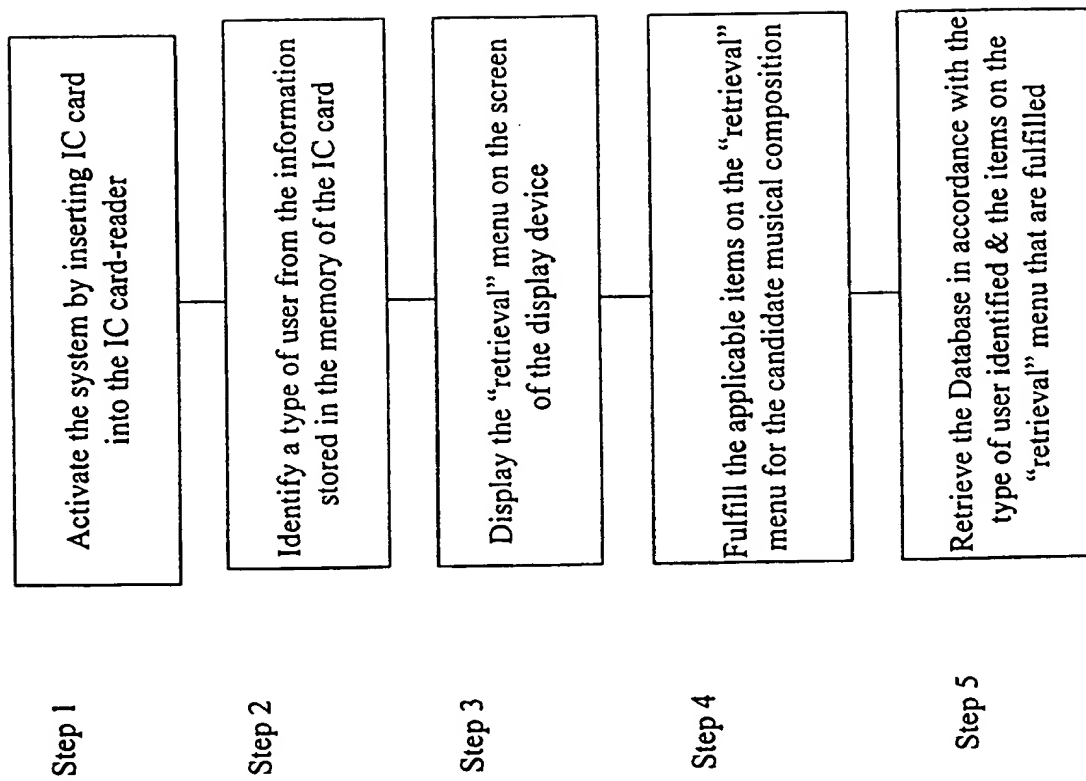 Step 1
Activate the system by inserting IC card
into the IC card-reader
Step 2
Identify a type of user from the information
stored in the memory of the IC card
Step 3
Display the “retrieval” menu on the screen
of the display device
Step 4
Fulfill the applicable items on the “retrieval”
menu for the candidate musical composition
Step 5
Retrieve the Database in accordance with the
type of user identified & the items on the
“retrieval” menu that are fulfilled